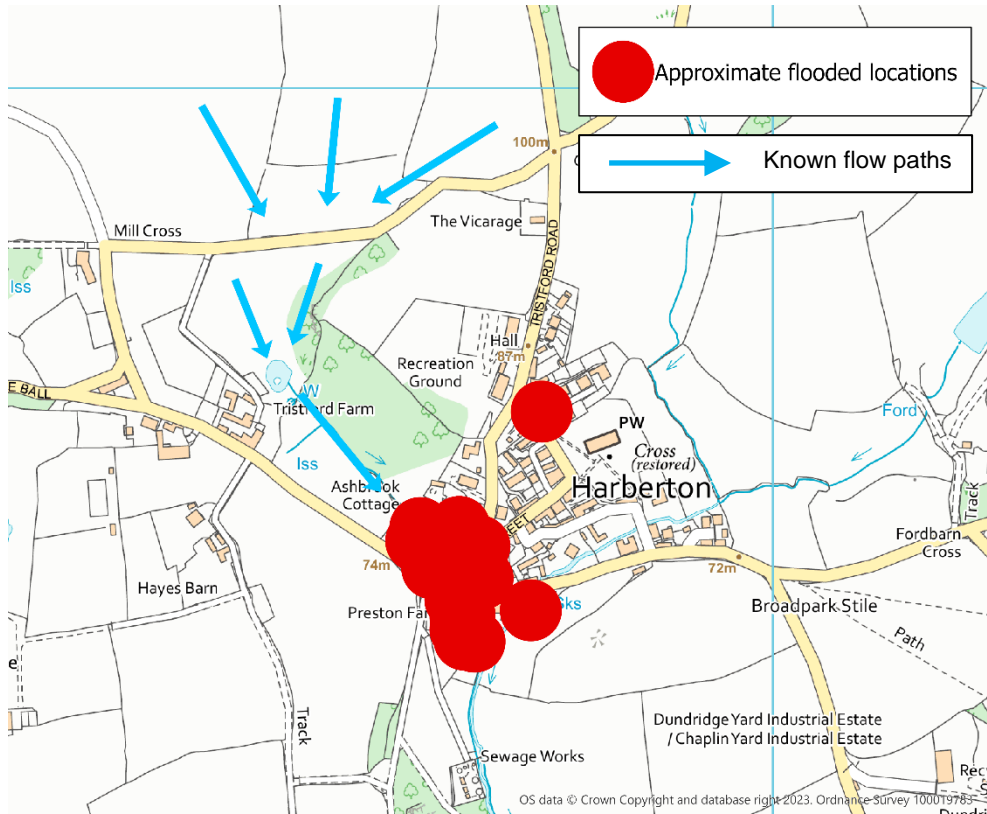 Approximate flooded locations
Known flow paths
100m
Mill Cross
The Vicarage
TRISTFORD ROAD
Iss
Hall
87m
Recreation
Ground
E BALL
W
Farm
Iss
PW
Cross
(restored)
Harberton
Ford
Ashbrook
Cottage
EET
Track
Fordbarn
Cross
74m
72m
Hayes Barn
Preston
ks
Broadpark Stile
Path
e
Track
Dundridge Yard Industrial Estate
/ Chaplin Yard Industrial Estate
Sewage Works
OS data © Crown Copyright and database right 2023. Ordnance Survey 100019783